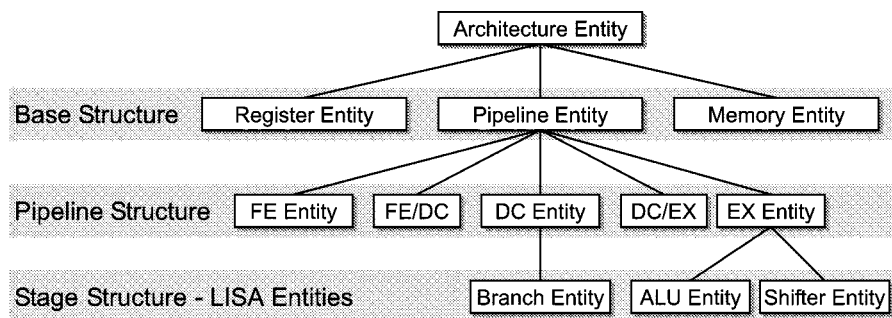 Architecture Entity
Base Structure
Register Entity
Pipeline Entity
Memory Entity
Pipeline Structure
FE Entity
FE/DC
DC Entity
DC/EX
EX Entity
Stage Structure - LISA Entities
Branch Entity
ALU Entity
Shifter Entity